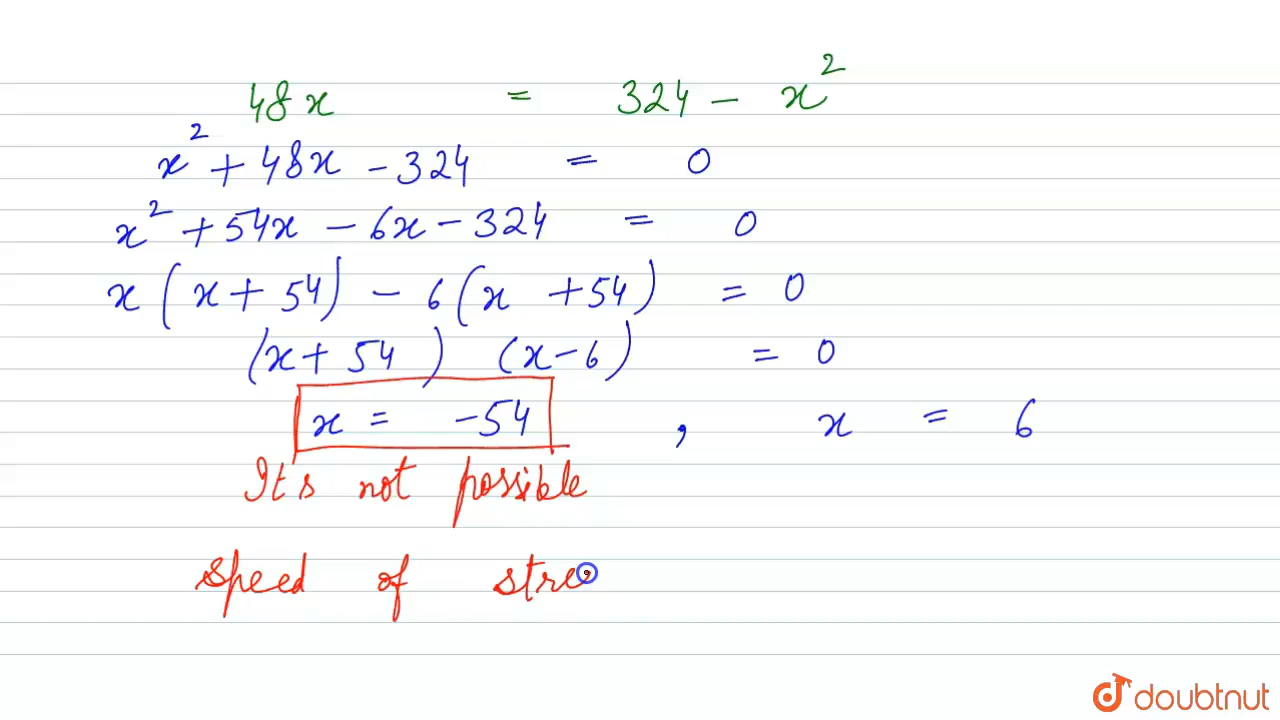 48x = 324 - x²
x² + 48x - 324 = 0
x² + 54x - 6x - 324 = 0
x (x + 54) - 6 (x + 54) = 0
(x + 54) (x - 6) = 0
x = -54 , x = 6
It's not possible
Speed of stre
doubtnut